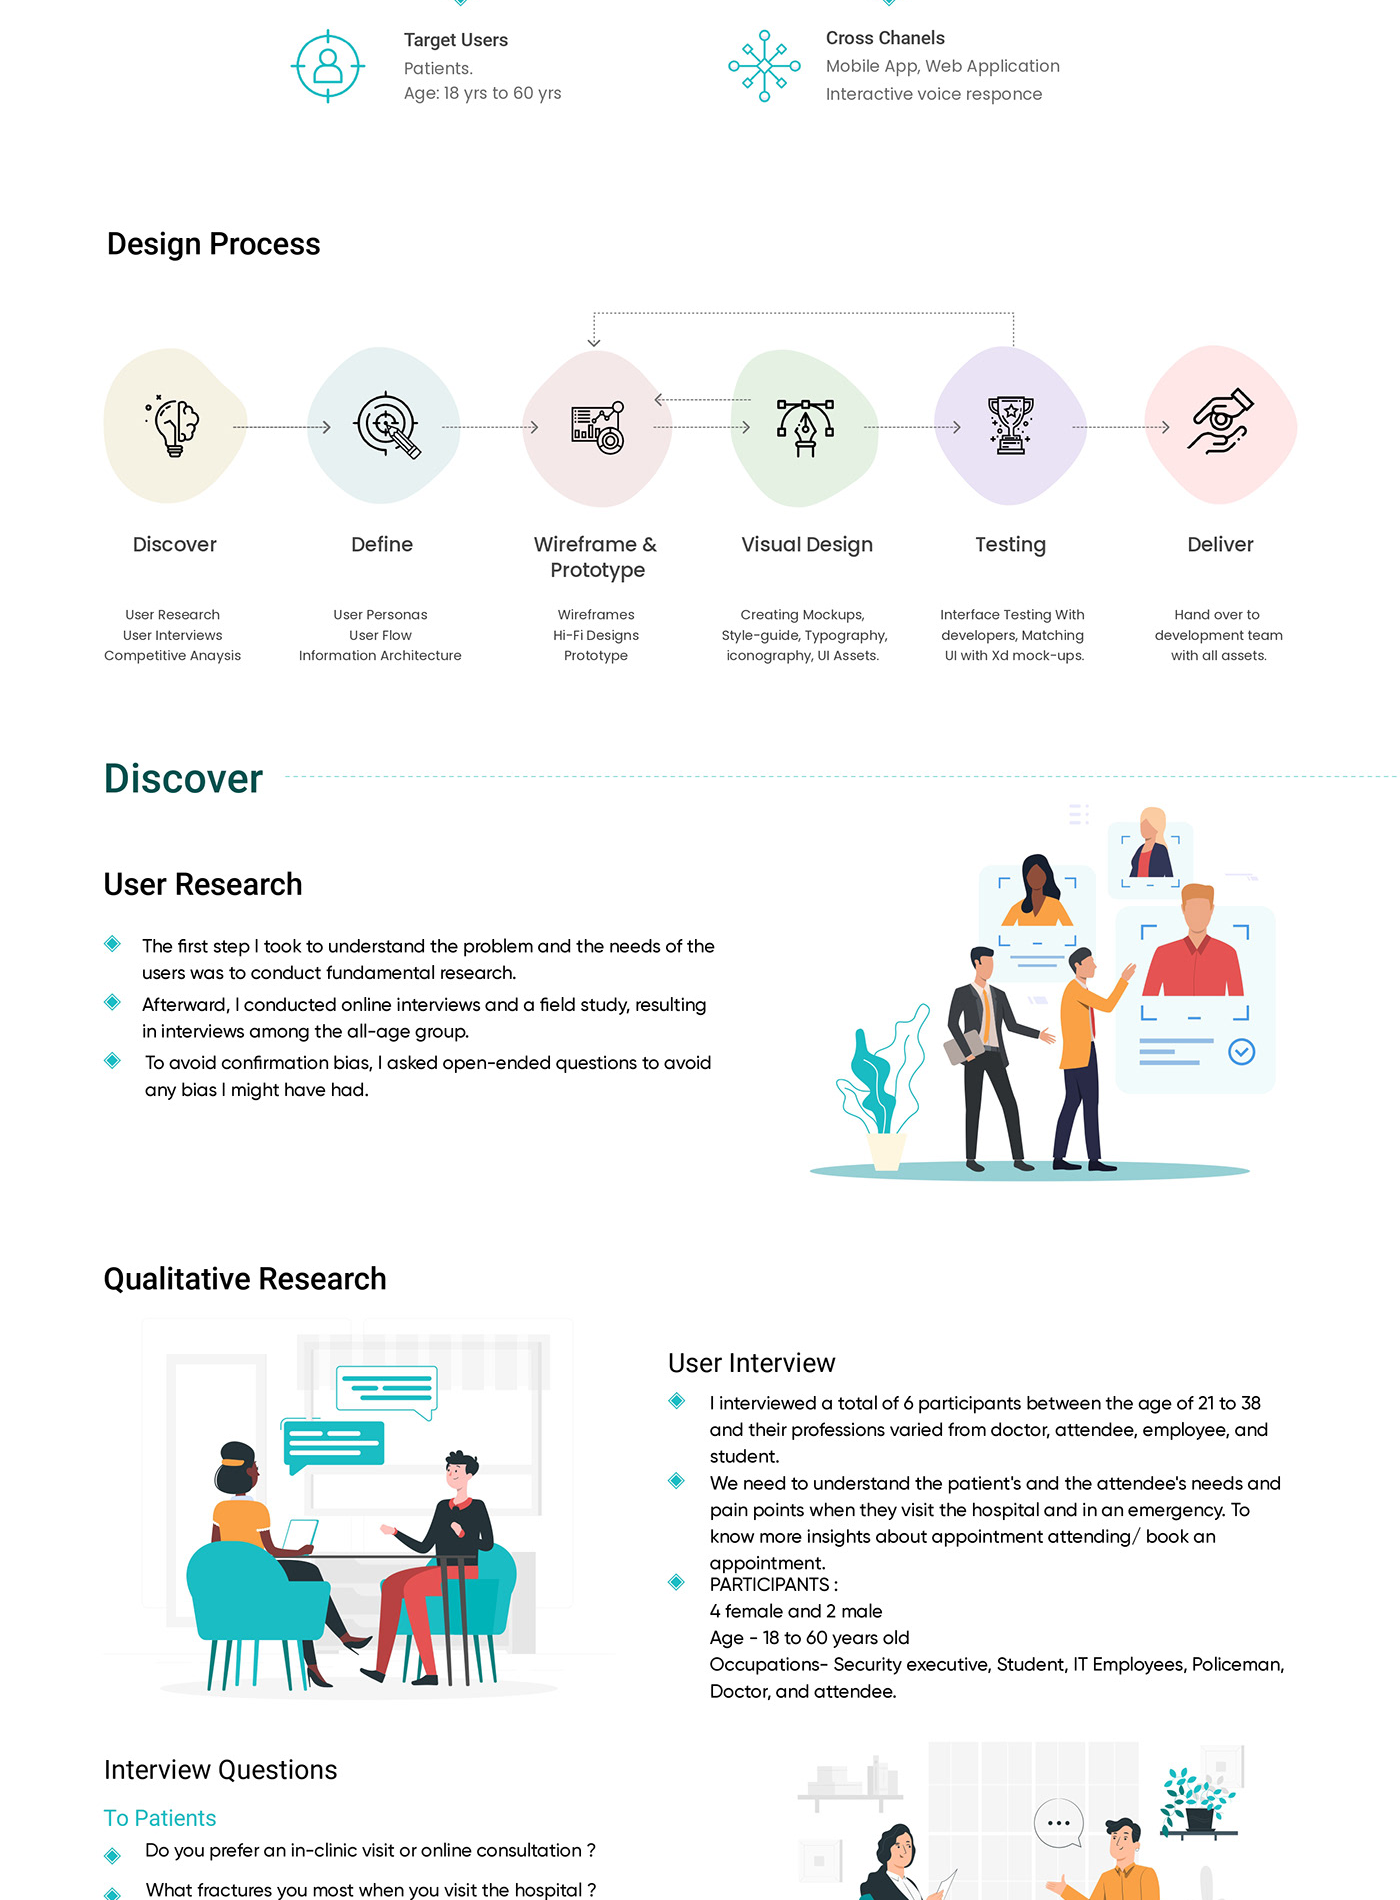 Target Users
Patients.
Age: 18 yrs to 60 yrs
Cross Chanels
Mobile App, Web Application
Interactive voice responce
Design Process
Discover
User Research
User Interviews
Competitive Anaysis
Define
User Personas
User Flow
Information Architecture
Wireframe &
Prototype
Wireframes
Hi-Fi Designs
Prototype
Visual Design
Creating Mockups,
Style-guide, Typography,
iconography, UI Assets.
Testing
Interface Testing With
developers, Matching
UI with Xd mock-ups.
Deliver
Hand over to
development team
with all assets.
Discover
User Research
The first step I took to understand the problem and the needs of the
users was to conduct fundamental research.
Afterward, I conducted online interviews and a field study, resulting
in interviews among the all-age group.
To avoid confirmation bias, I asked open-ended questions to avoid
any bias I might have had.
Qualitative Research
User Interview
I interviewed a total of 6 participants between the age of 21 to 38
and their professions varied from doctor, attendee, employee, and
student.
We need to understand the patient's and the attendee's needs and
pain points when they visit the hospital and in an emergency. To
know more insights about appointment attending/ book an
appointment.
PARTICIPANTS :
4 female and 2 male
Age - 18 to 60 years old
Occupations- Security executive, Student, IT Employees, Policeman,
Doctor, and attendee.
Interview Questions
To Patients
Do you prefer an in-clinic visit or online consultation ?
What fractures you most when you visit the hospital ?